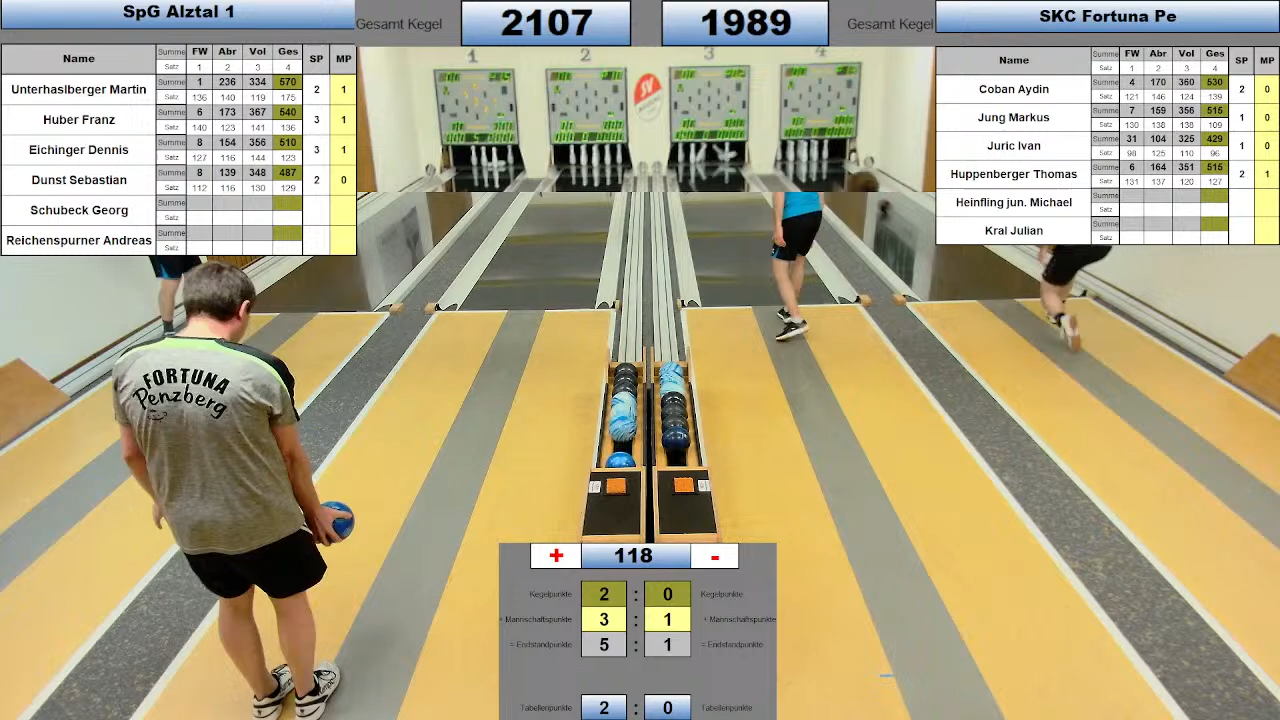 SpG Alztal 1
Gesamt Kegel
2107
1989
Gesamt Kegel
SKC Fortuna Pe
Name Summe FW Abr Vol Ges SP MP
Satz 1 2 3 4
Unterhaslberger Martin Summe 1 236 334 570 2 1
Satz 136 140 119 175
Huber Franz Summe 6 173 367 540 3 1
Satz 140 123 141 136
Eichinger Dennis Summe 8 154 356 510 3 1
Satz 127 116 144 123
Dunst Sebastian Summe 8 139 348 487 2 0
Satz 112 116 130 129
Schubeck Georg Summe
Satz
Reichenspurner Andreas Summe
Satz
Name Summe FW Abr Vol Ges SP MP
Satz 1 2 3 4
Coban Aydin Summe 4 170 360 530 2 0
Satz 121 146 124 139
Jung Markus Summe 7 159 356 515 1 0
Satz 130 138 138 109
Juric Ivan Summe 31 104 325 429 1 0
Satz 98 125 110 96
Huppenberger Thomas Summe 6 164 351 515 2 1
Satz 131 137 120 127
Heinfling jun. Michael Summe
Satz
Kral Julian Summe
Satz
1 2 3 4
SV
FORTUNA
Penzberg
+ 118 -
Kegelpunkte 2 : 0 Kegelpunkte
+ Mannschaftspunkte 3 : 1 + Mannschaftspunkte
= Endstandpunkte 5 : 1 = Endstandpunkte
Tabellenpunkte 2 : 0 Tabellenpunkte